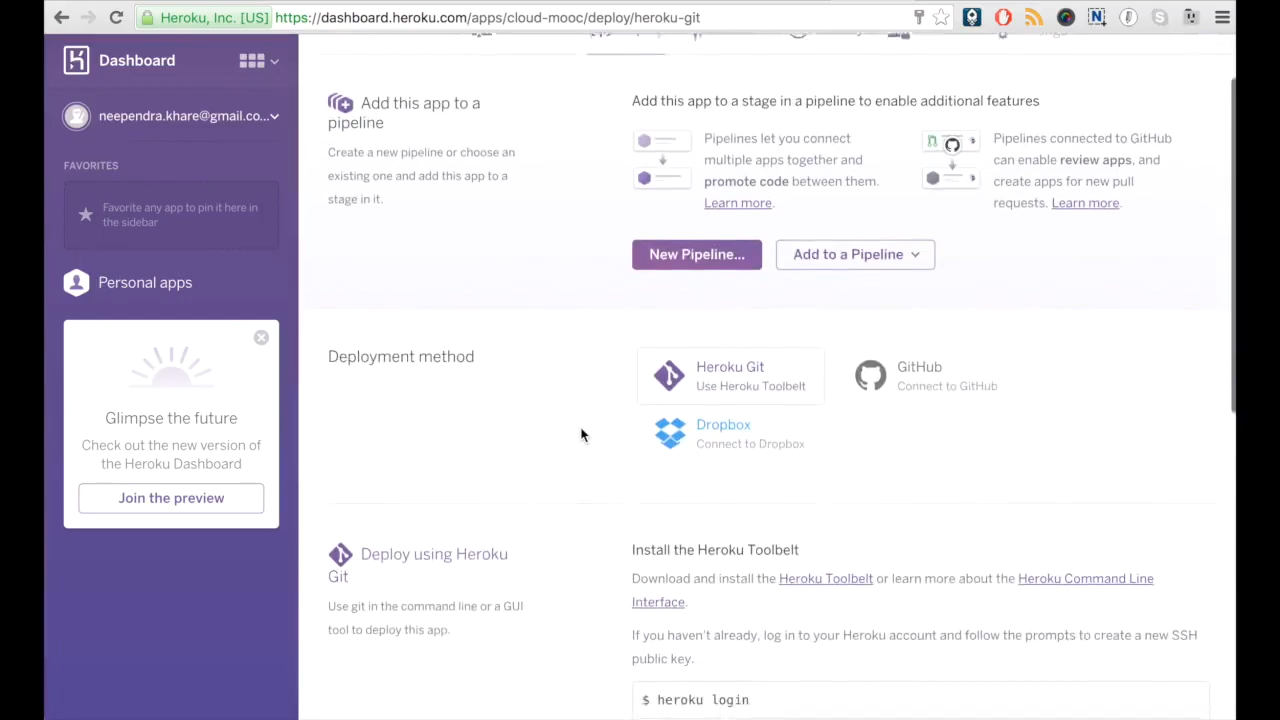 Heroku, Inc. [US] https://dashboard.heroku.com/apps/cloud-mooc/deploy/heroku-git
Dashboard
neependra.khare@gmail.co...
FAVORITES
Favorite any app to pin it here in
the sidebar
Personal apps
Glimpse the future
Check out the new version of
the Heroku Dashboard
Join the preview
Add this app to a
pipeline
Create a new pipeline or choose an
existing one and add this app to a
stage in it.
Add this app to a stage in a pipeline to enable additional features
Pipelines let you connect
multiple apps together and
promote code between them.
Learn more.
Pipelines connected to GitHub
can enable review apps, and
create apps for new pull
requests. Learn more.
New Pipeline...
Add to a Pipeline
Deployment method
Heroku Git
Use Heroku Toolbelt
GitHub
Connect to GitHub
Dropbox
Connect to Dropbox
Deploy using Heroku
Git
Use git in the command line or a GUI
tool to deploy this app.
Install the Heroku Toolbelt
Download and install the Heroku Toolbelt or learn more about the Heroku Command Line
Interface.
If you haven't already, log in to your Heroku account and follow the prompts to create a new SSH
public key.
$ heroku login